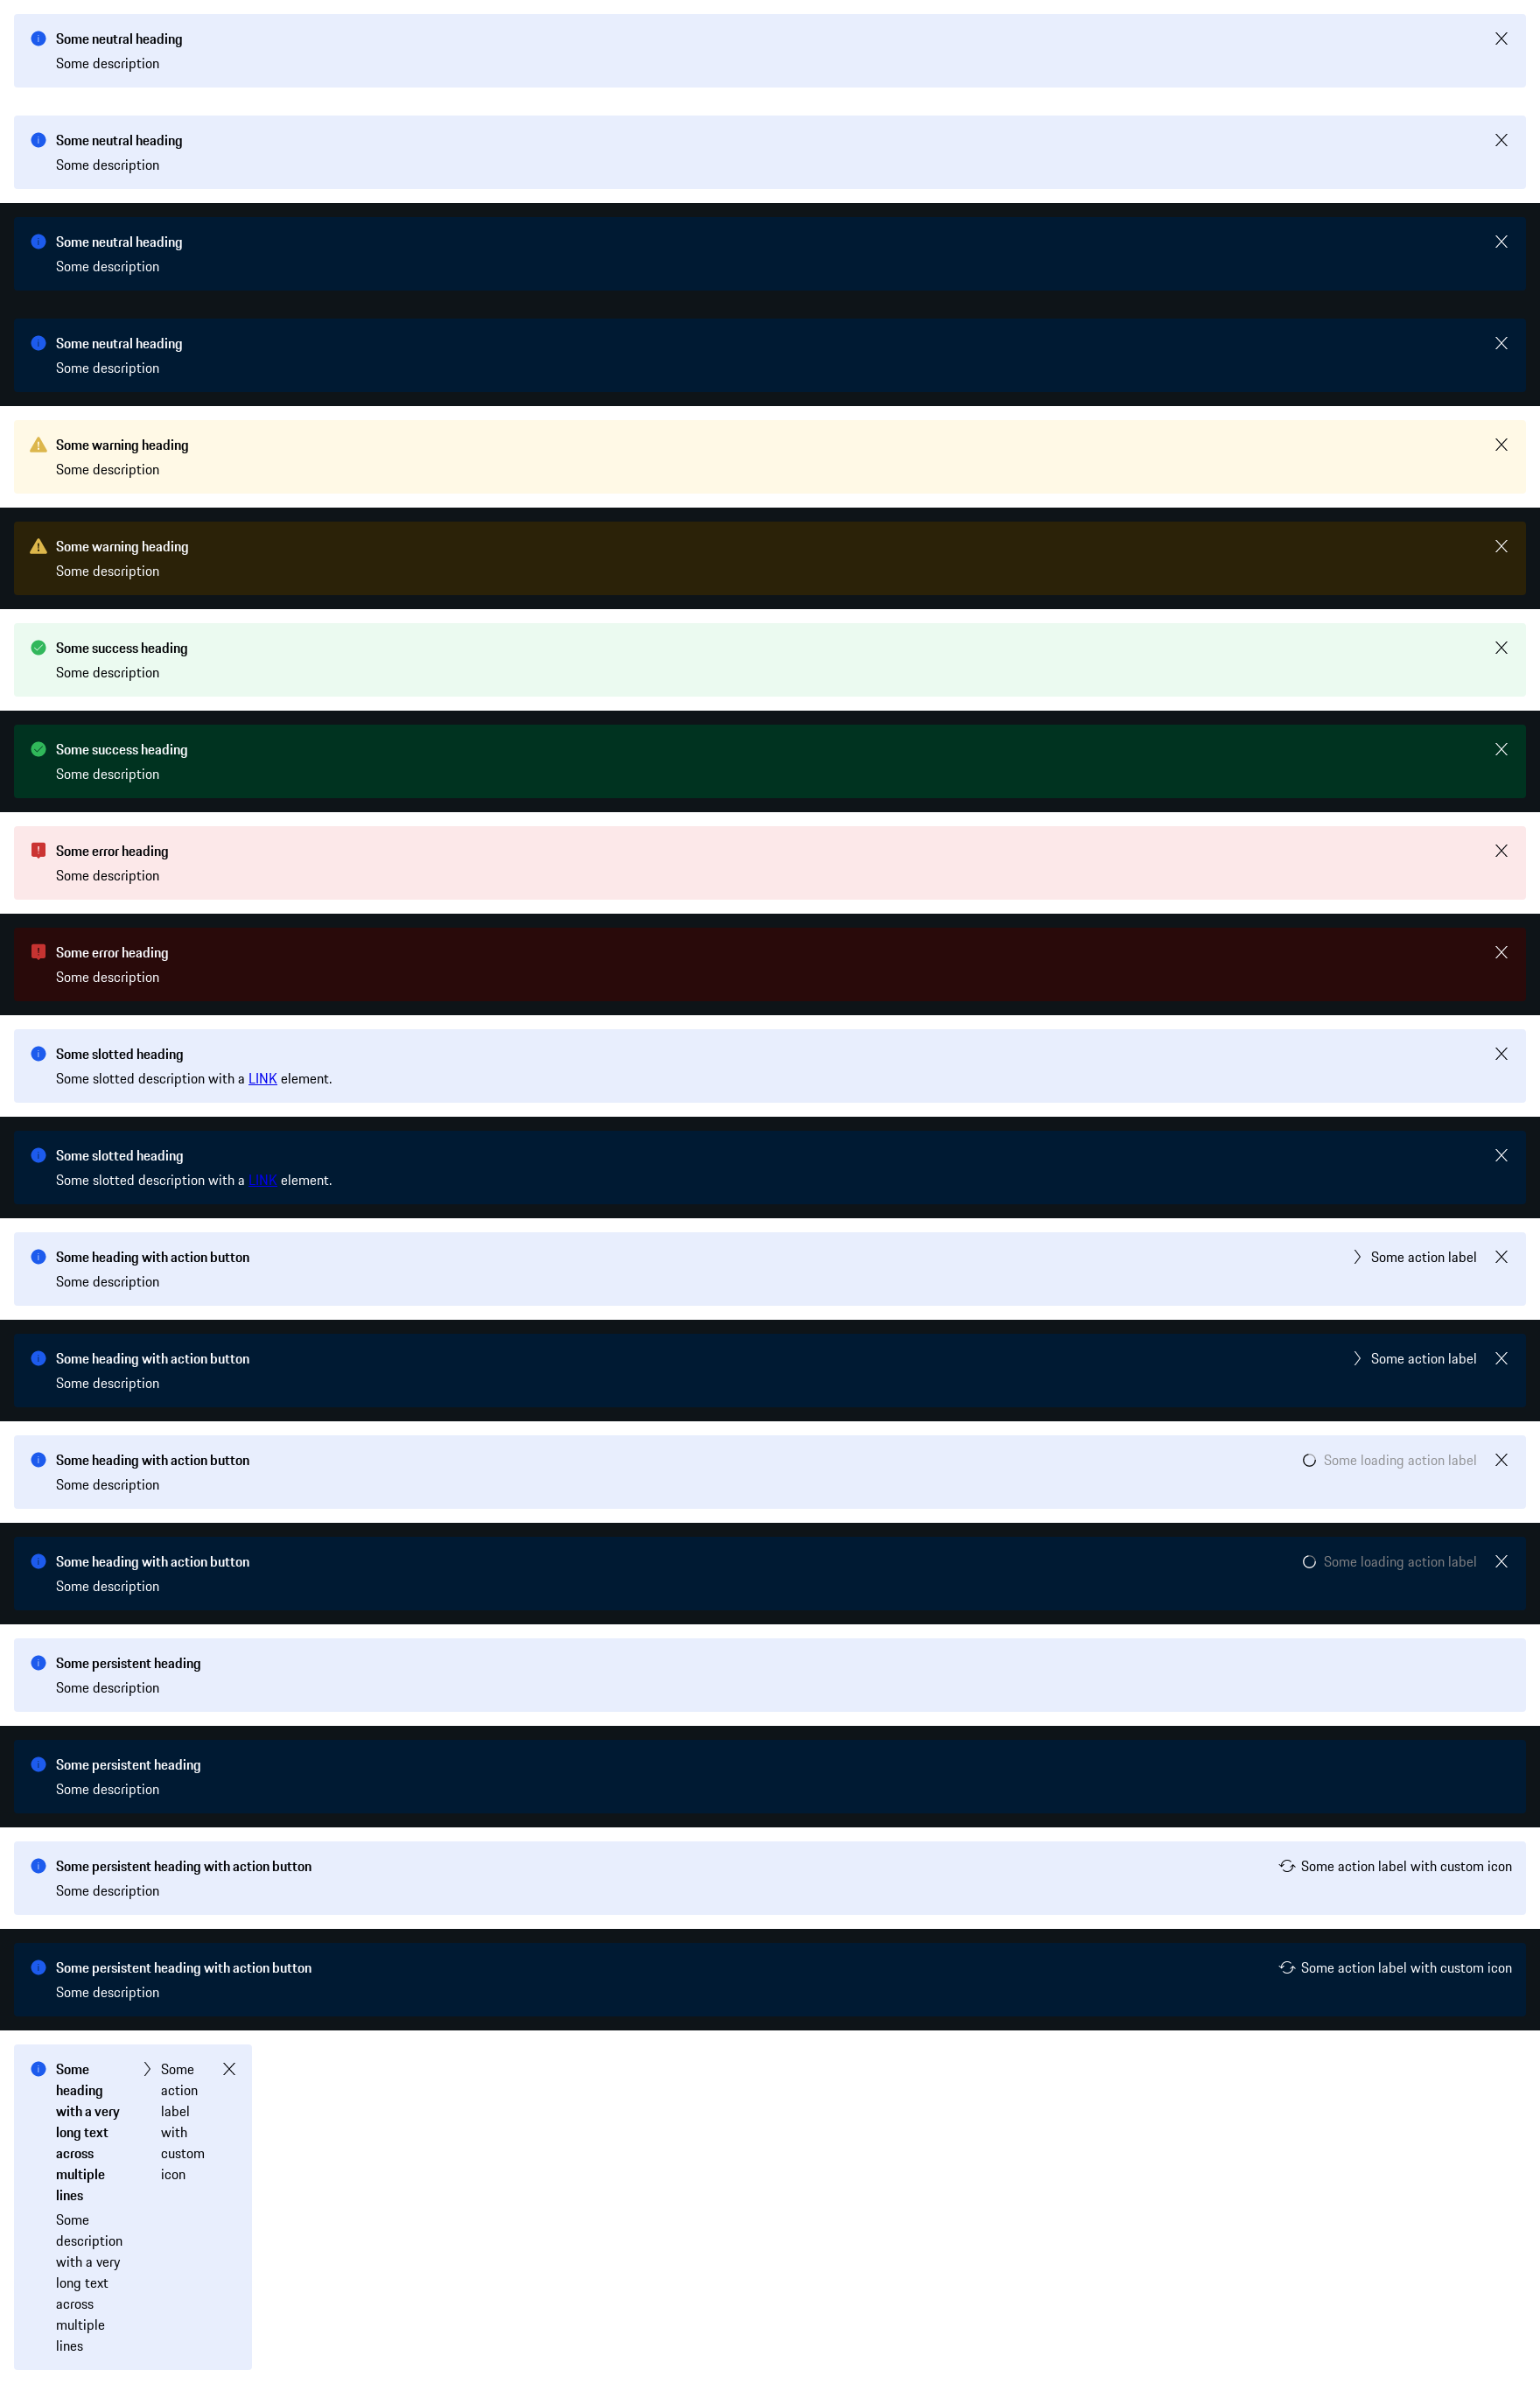 Some neutral heading
Some description
Some neutral heading
Some description
Some neutral heading
Some description
Some neutral heading
Some description
Some warning heading
Some description
Some warning heading
Some description
Some success heading
Some description
Some success heading
Some description
Some error heading
Some description
Some error heading
Some description
Some slotted heading
Some slotted description with a LINK element.
Some slotted heading
Some slotted description with a LINK element.
Some heading with action button
Some action label
Some description
Some heading with action button
Some action label
Some description
Some heading with action button
Some loading action label
Some description
Some heading with action button
Some loading action label
Some description
Some persistent heading
Some description
Some persistent heading
Some description
Some persistent heading with action button
Some action label with custom icon
Some description
Some persistent heading with action button
Some action label with custom icon
Some description
Some
heading
with a very
long text
across
multiple
lines
Some
description
with a very
long text
across
multiple
lines
Some
action
label
with
custom
icon